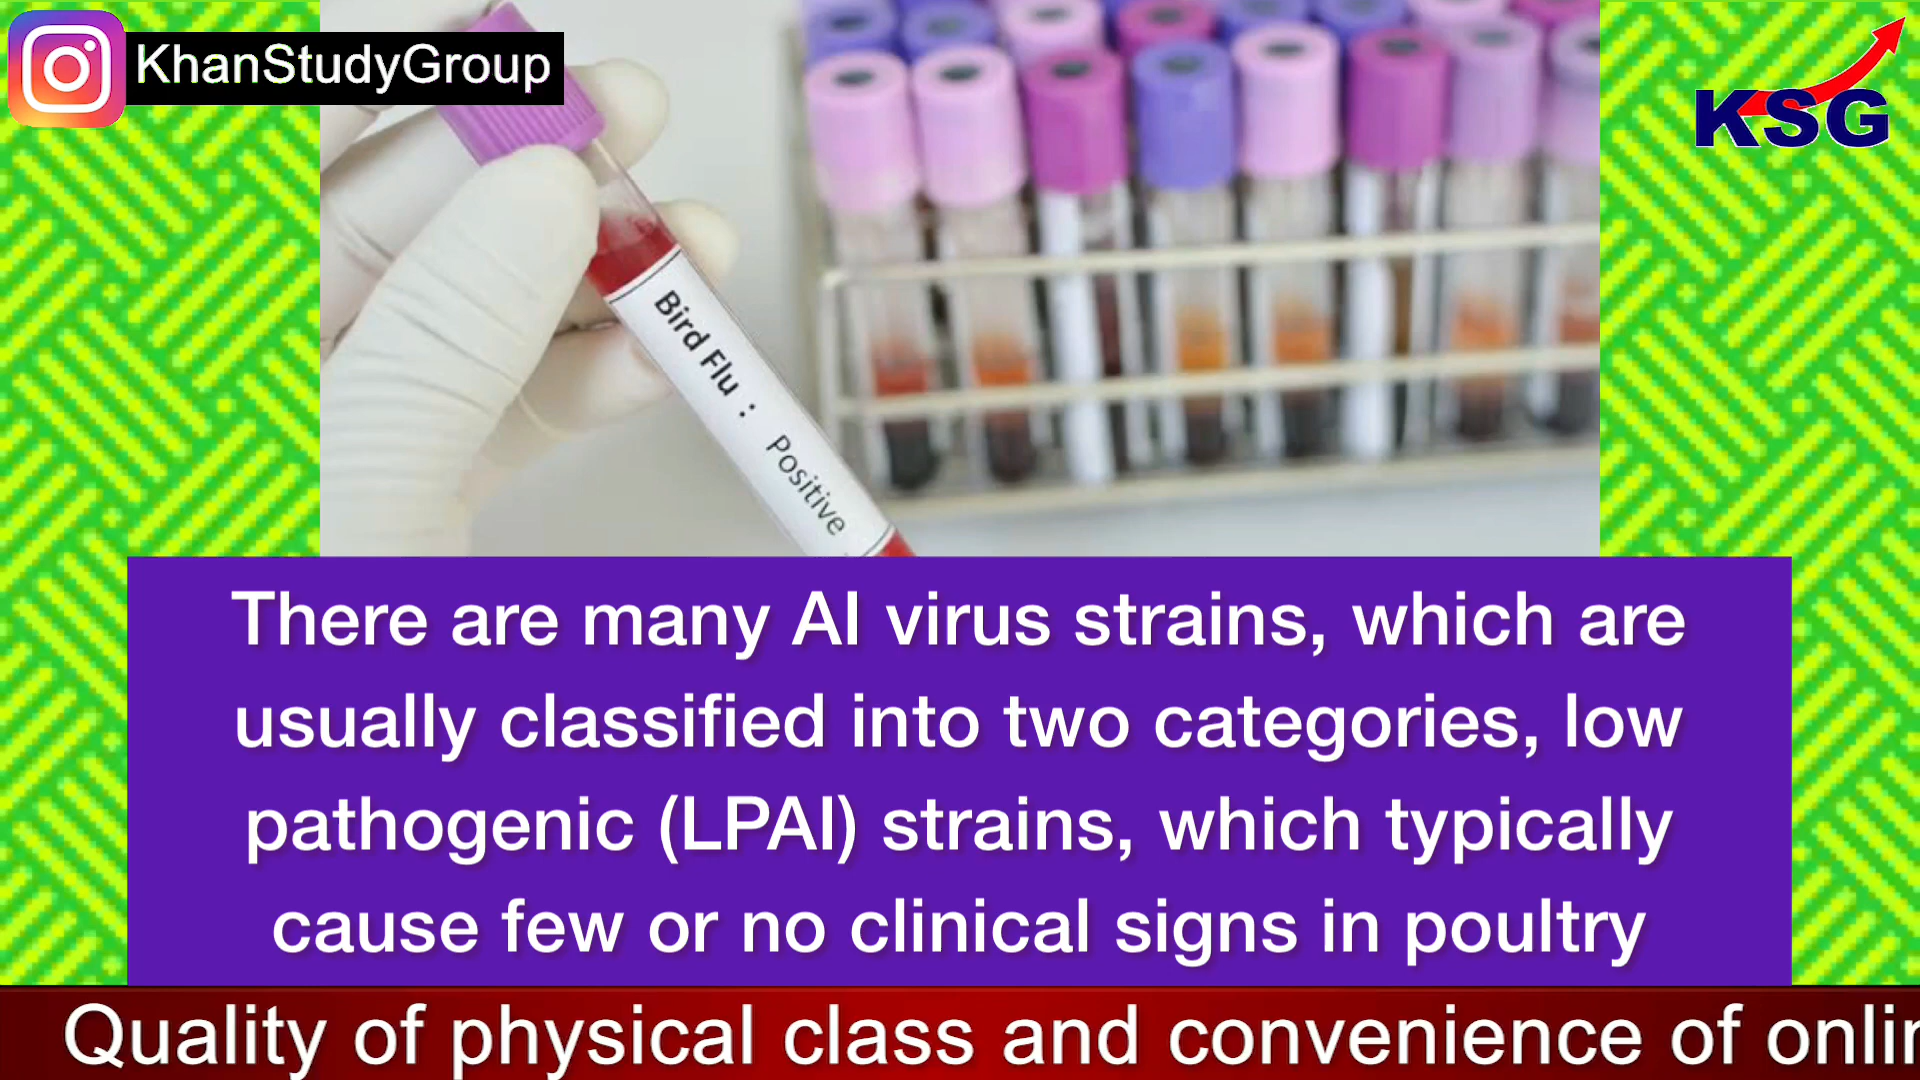 KhanStudyGroup
KSG
Bird Flu : Positive
There are many AI virus strains, which are
usually classified into two categories, low
pathogenic (LPAI) strains, which typically
cause few or no clinical signs in poultry
Quality of physical class and convenience of onlin